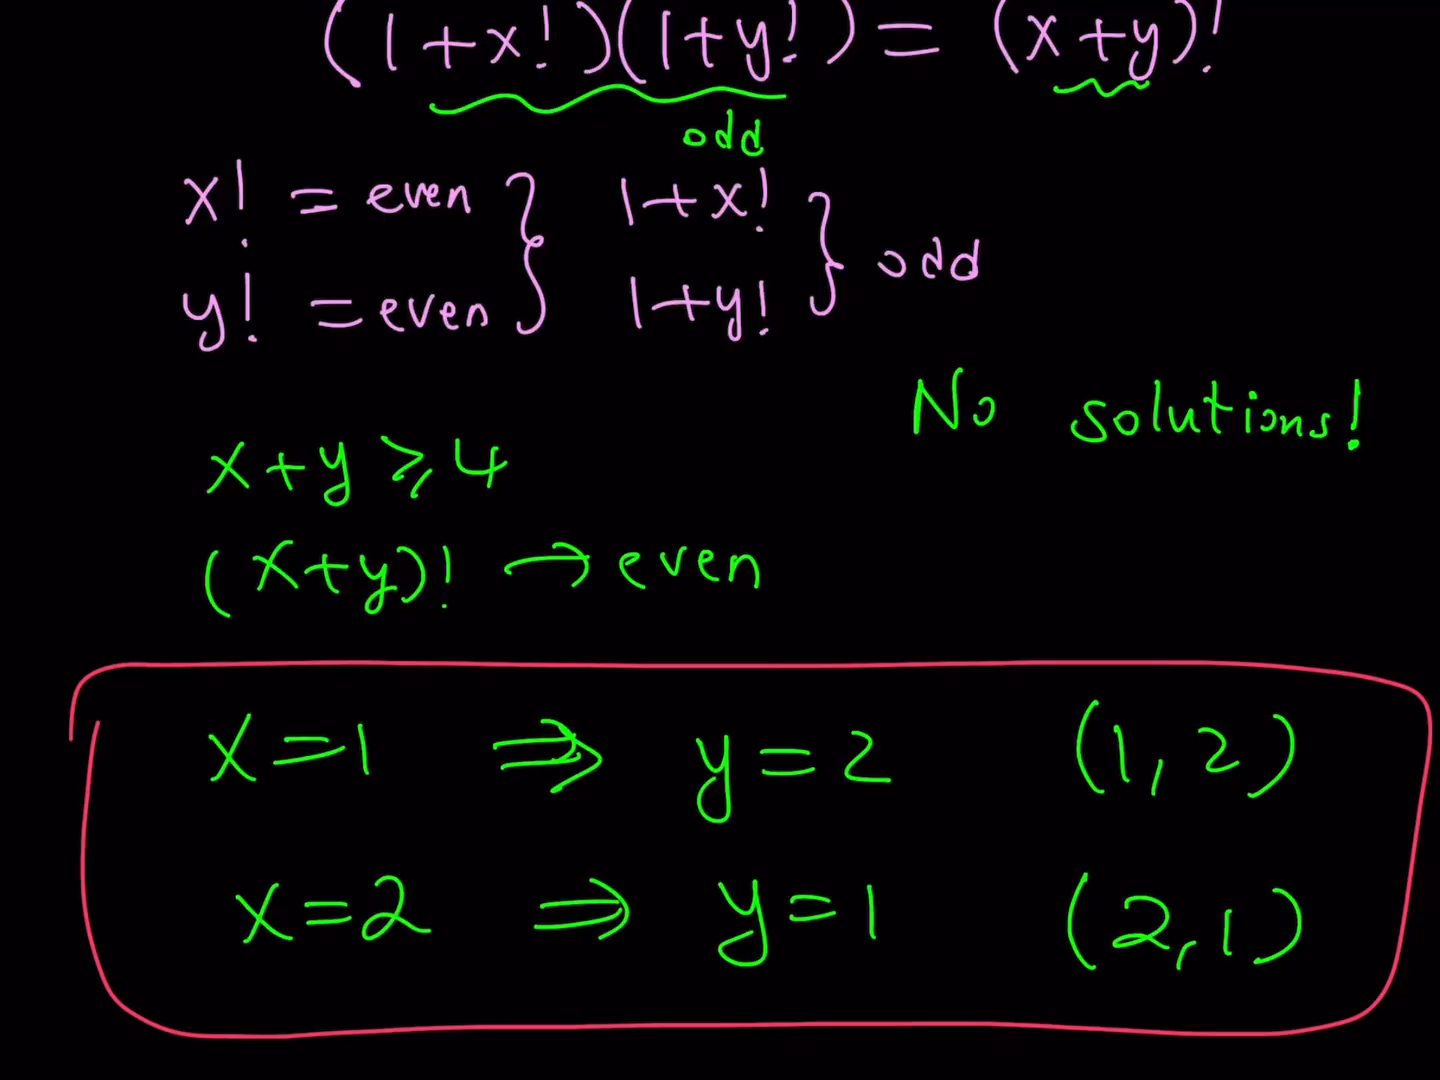 (1+x!)(1+y!) = (x+y)!
odd
x! = even } 1+x! } odd
y! = even 1+y!
No solutions!
x+y ⩾ 4
(x+y)! → even
x=1 ⇒ y=2 (1,2)
x=2 ⇒ y=1 (2,1)